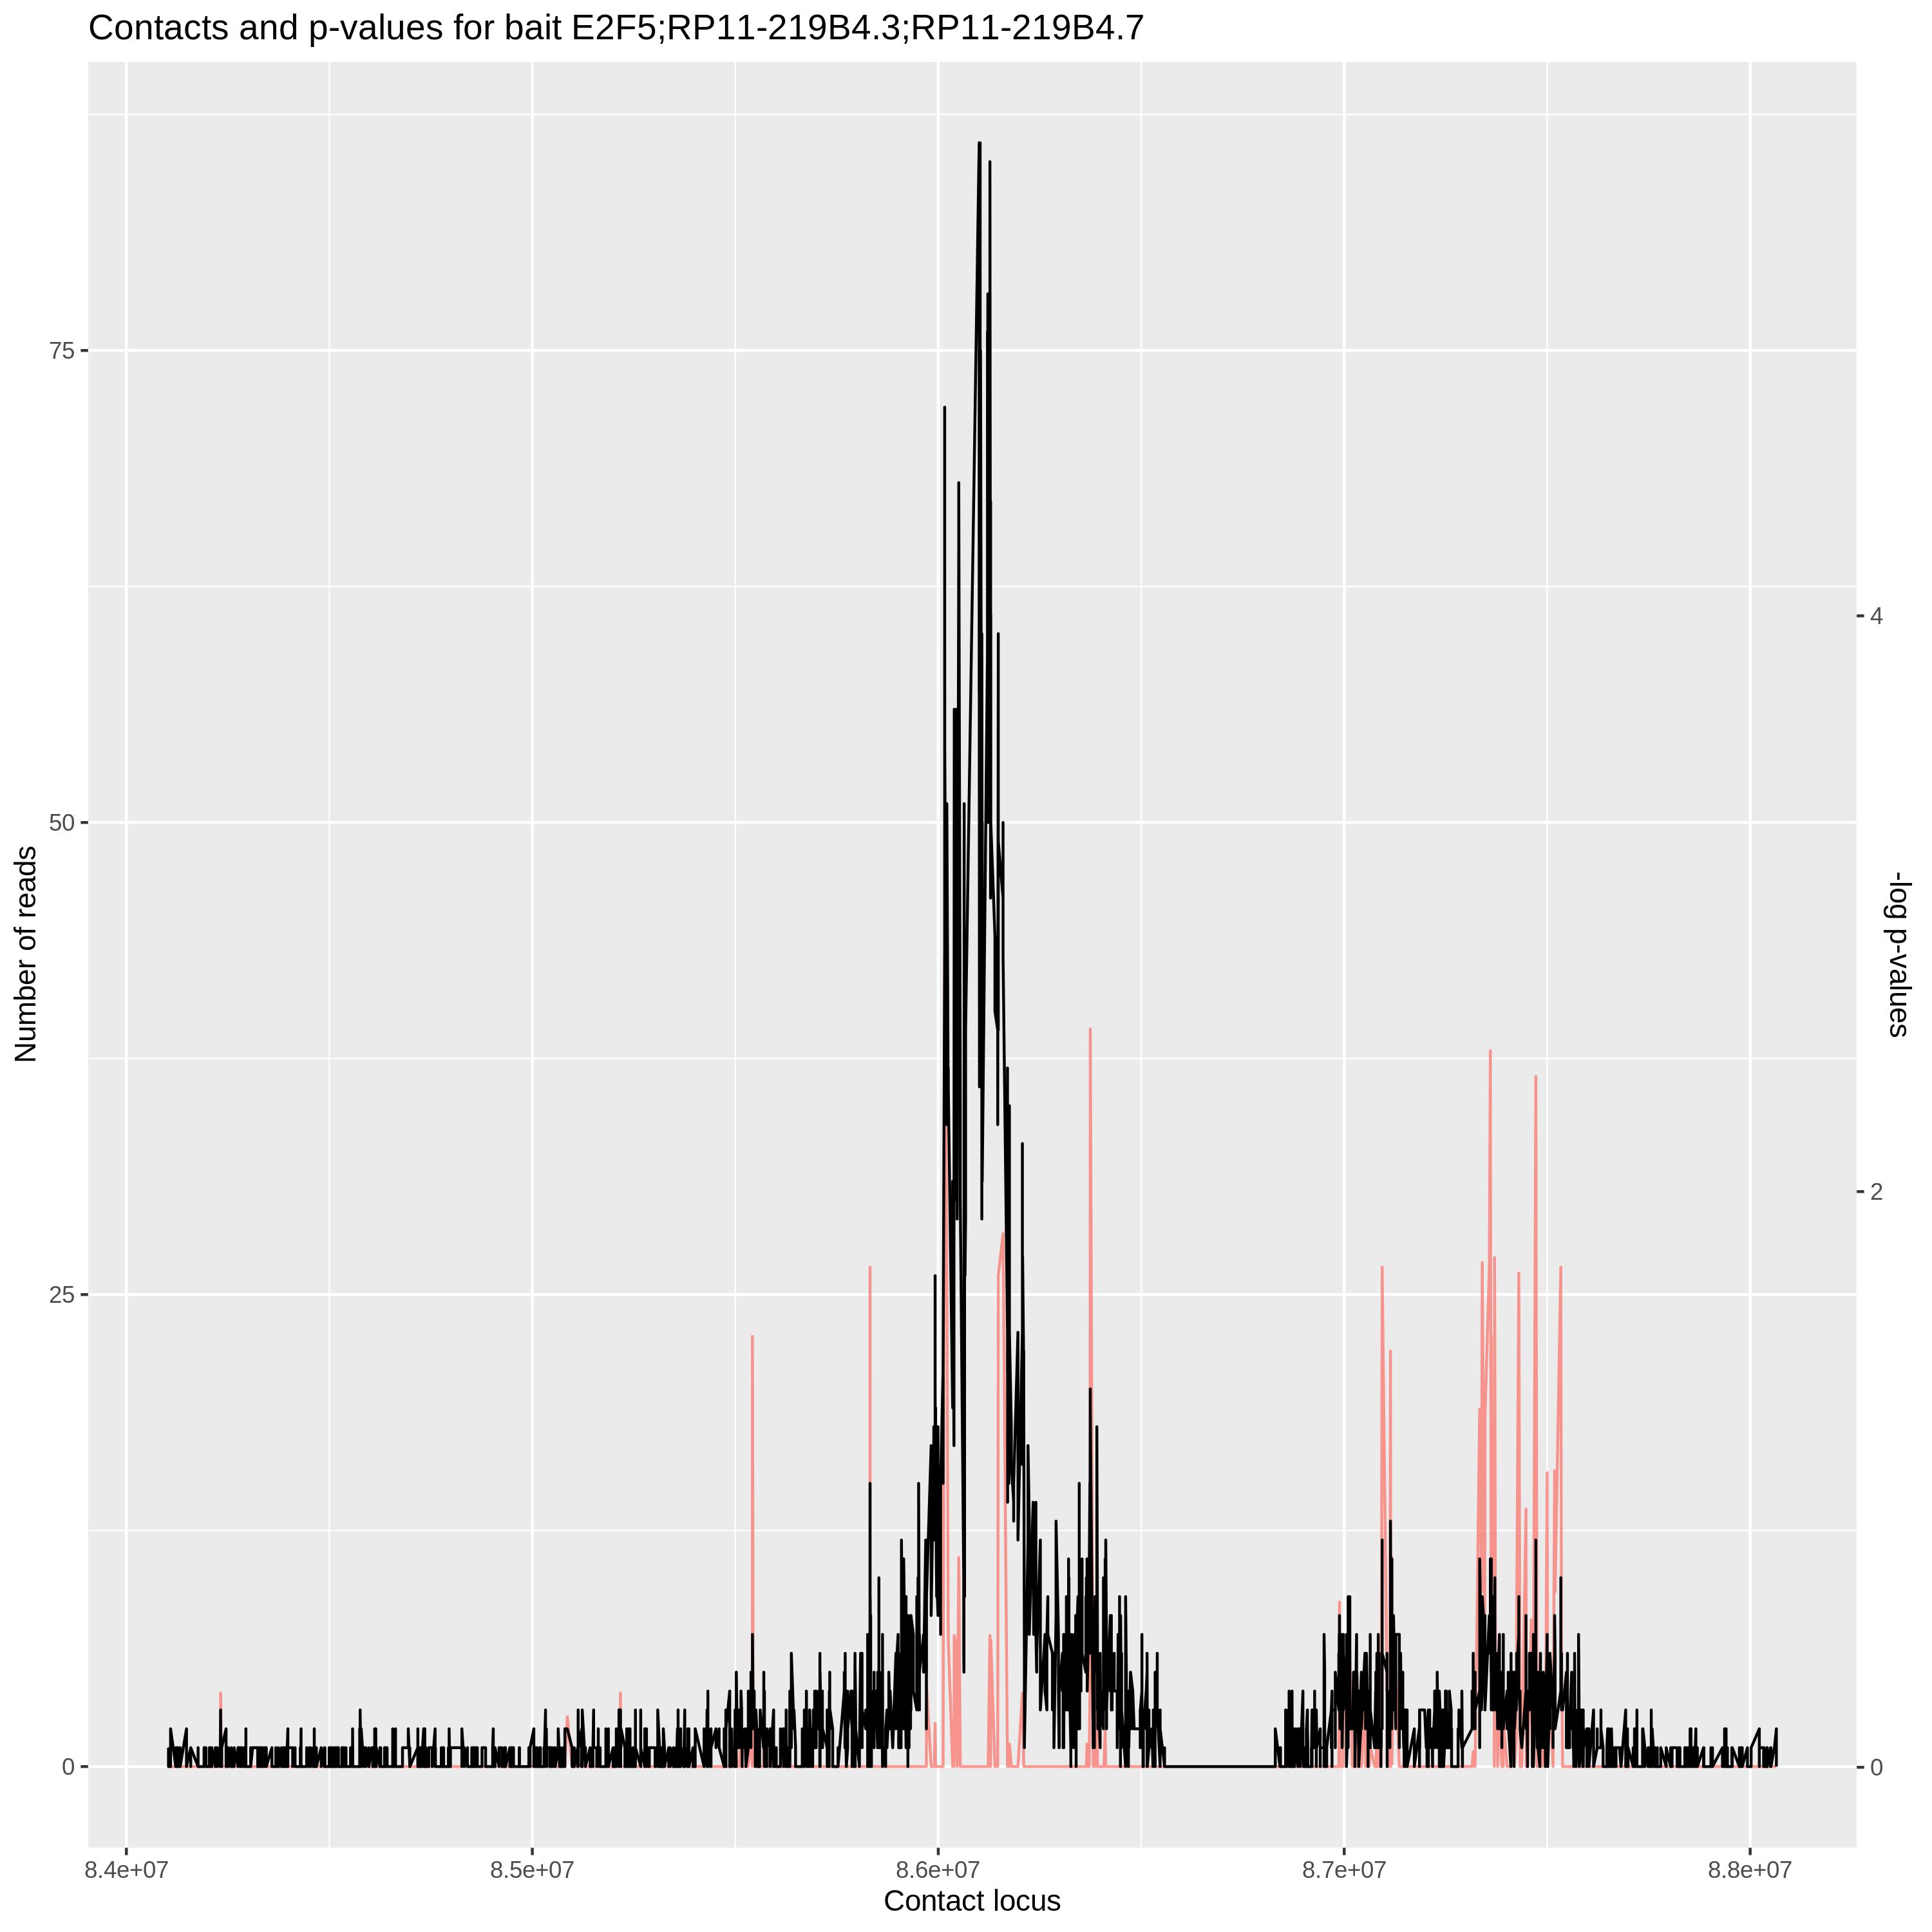 Contacts and p-values for bait E2F5;RP11-219B4.3;RP11-219B4.7
75
50
25
0
Number of reads
4
2
0
-log p-values
8.4e+07
8.5e+07
8.6e+07
8.7e+07
8.8e+07
Contact locus